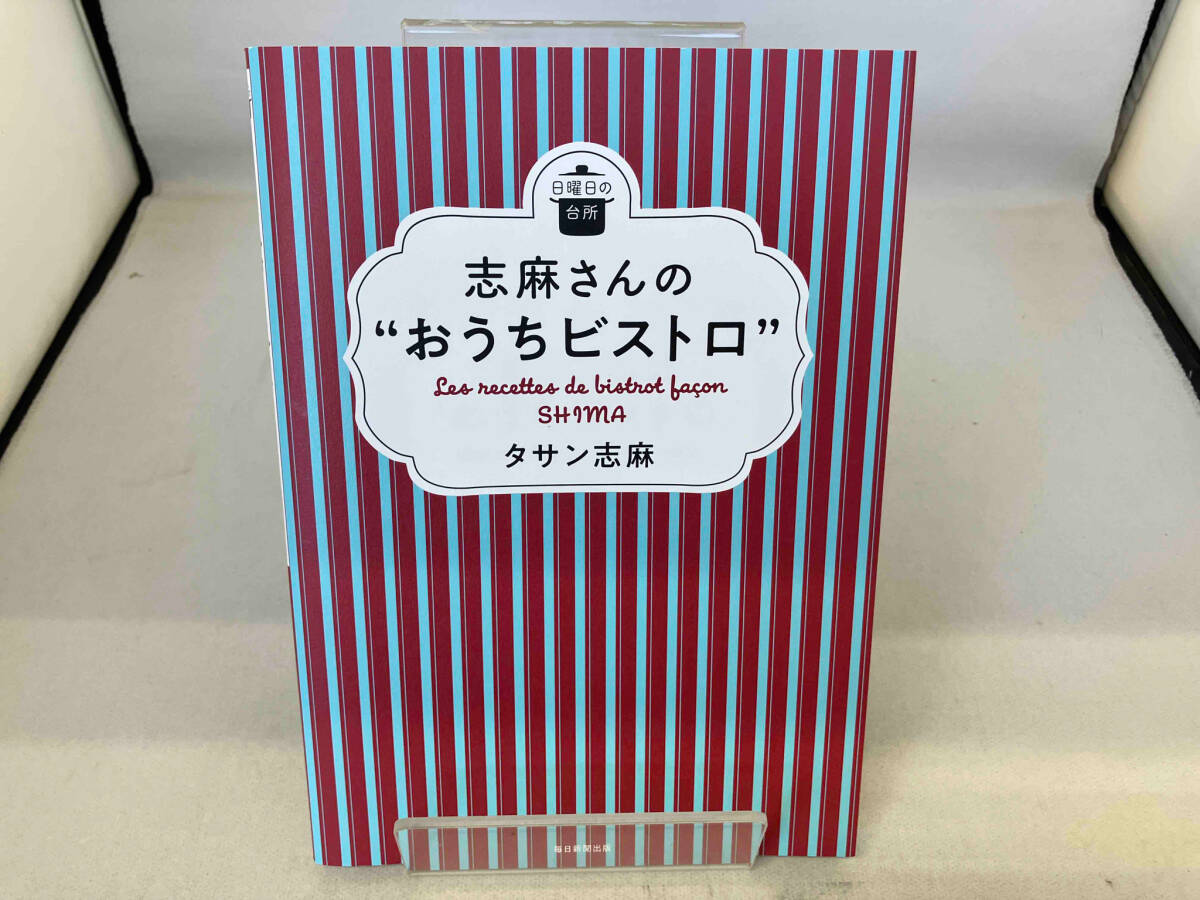 日曜日の
台所
志麻さんの
“おうちビストロ”
Les recettes de bistrot façon
SHIMA
タサン志麻
毎日新聞出版